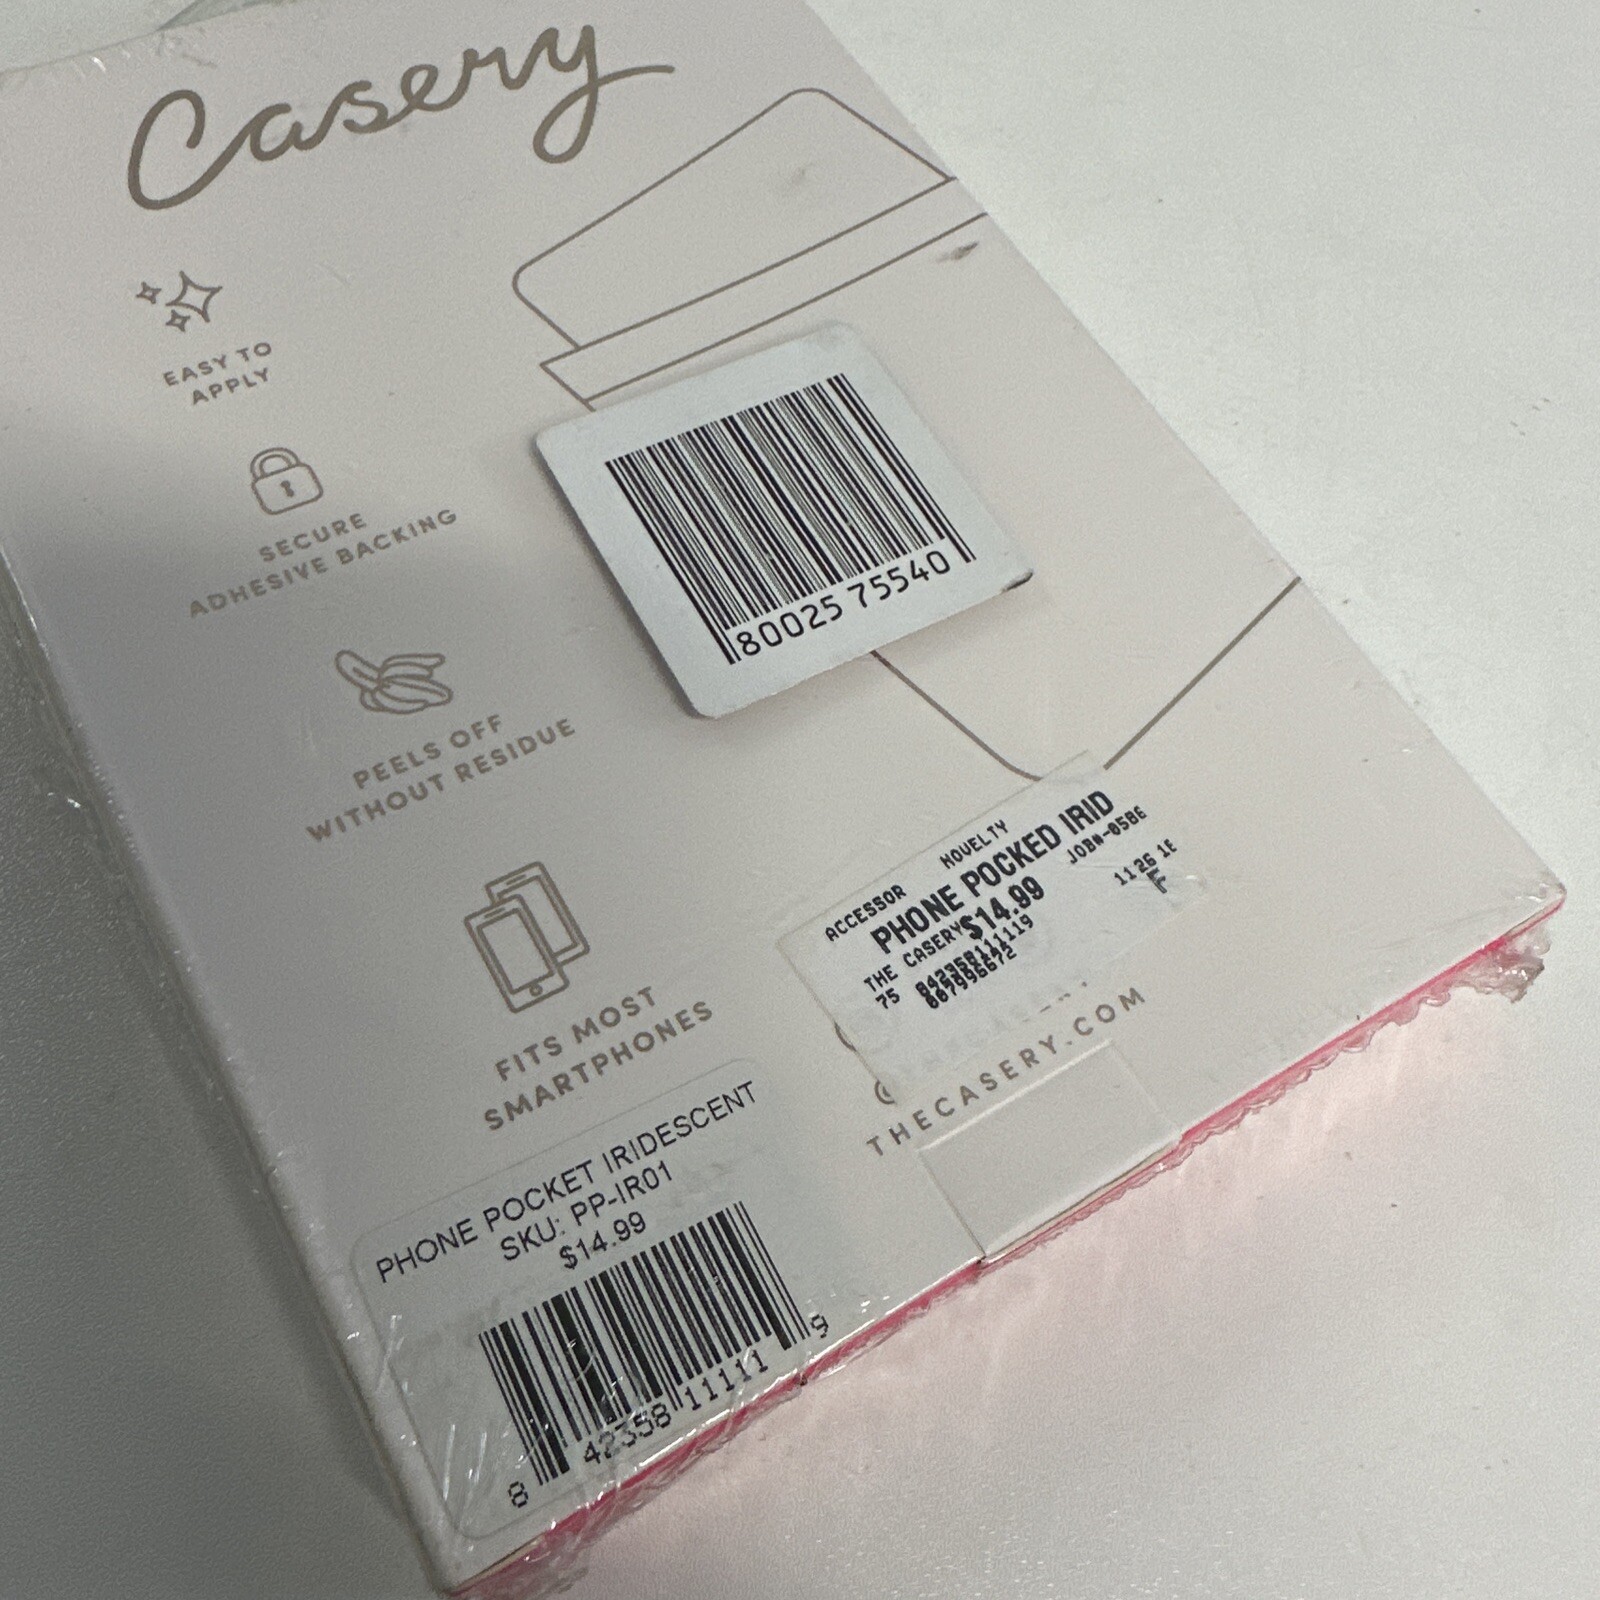 Casery
EASY TO
APPLY
SECURE
ADHESIVE BACKING
80025 75540
PEELS OFF
WITHOUT RESIDUE
FITS MOST
SMARTPHONES
ACCESSOR NOVELTY
PHONE POCKED IRID
THE CASERY $14.99
75
THECASERY.COM
PHONE POCKET IRIDESCENT
SKU: PP-IR01
$14.99
8 42358 11111 9